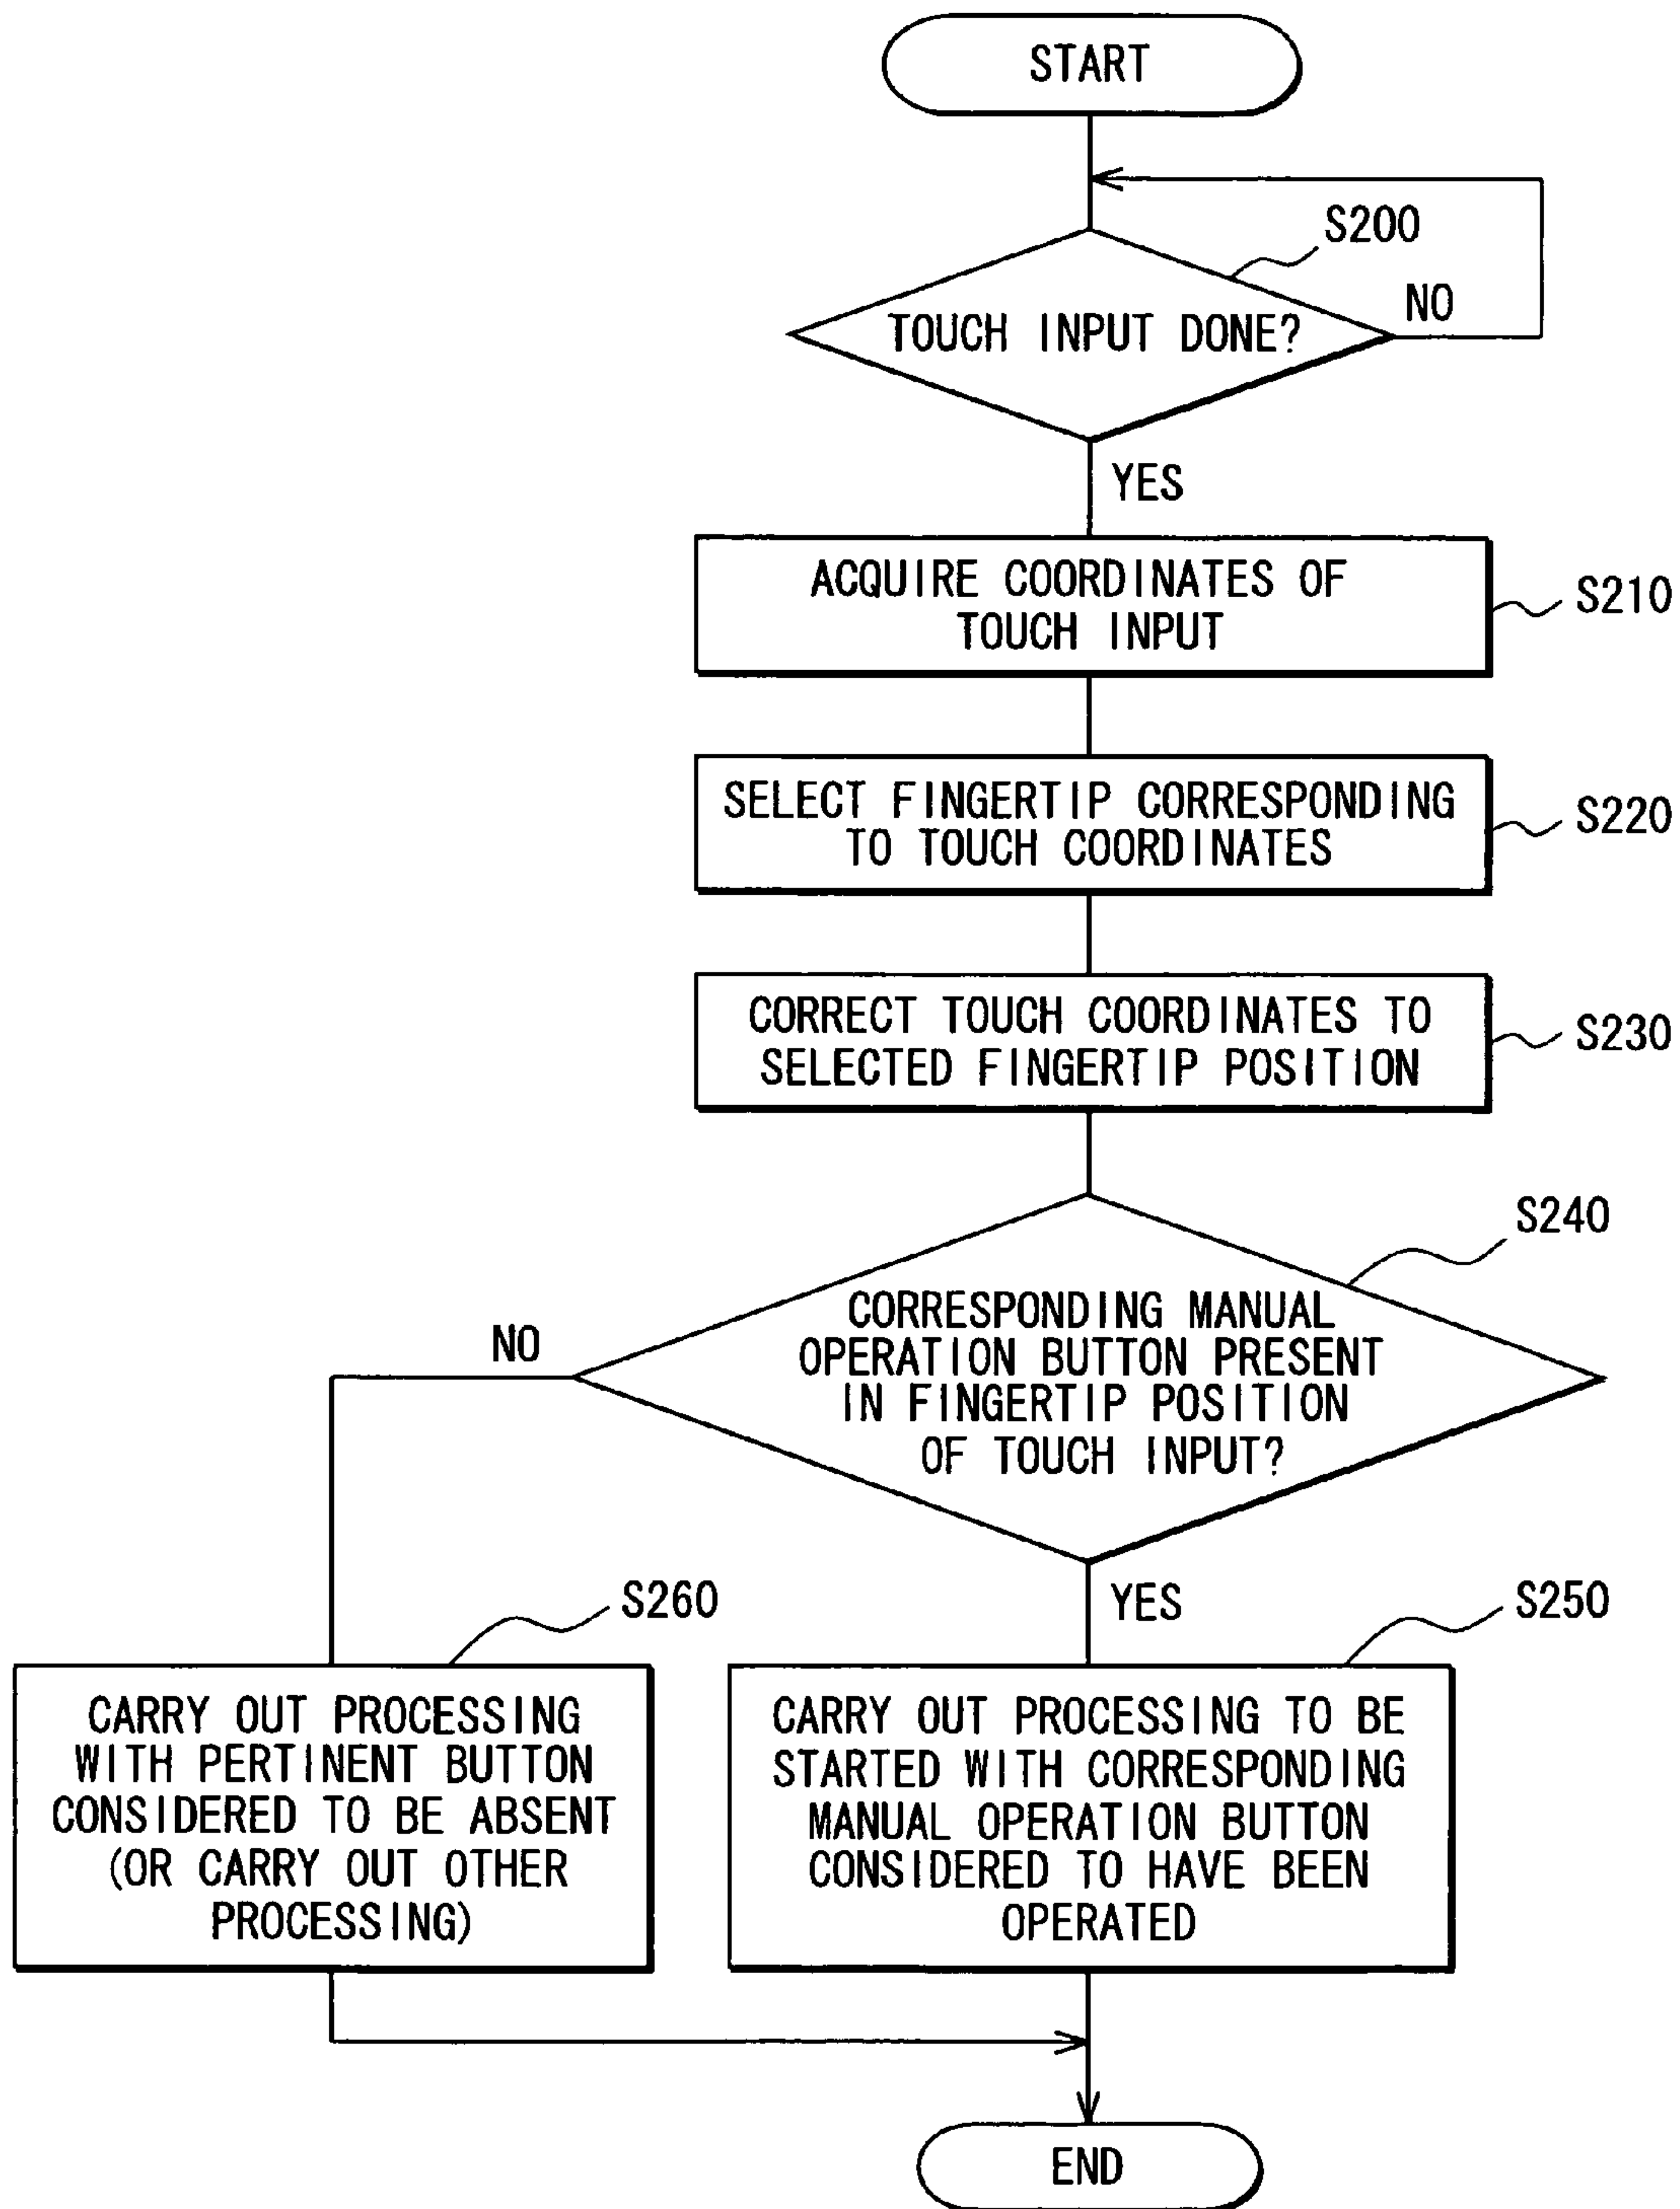 START
S200
TOUCH INPUT DONE?
NO
YES
ACQUIRE COORDINATES OF
TOUCH INPUT
S210
SELECT FINGERTIP CORRESPONDING
TO TOUCH COORDINATES
S220
CORRECT TOUCH COORDINATES TO
SELECTED FINGERTIP POSITION
S230
S240
CORRESPONDING MANUAL
OPERATION BUTTON PRESENT
IN FINGERTIP POSITION
OF TOUCH INPUT?
NO
YES
S260
CARRY OUT PROCESSING
WITH PERTINENT BUTTON
CONSIDERED TO BE ABSENT
(OR CARRY OUT OTHER
PROCESSING)
S250
CARRY OUT PROCESSING TO BE
STARTED WITH CORRESPONDING
MANUAL OPERATION BUTTON
CONSIDERED TO HAVE BEEN
OPERATED
END